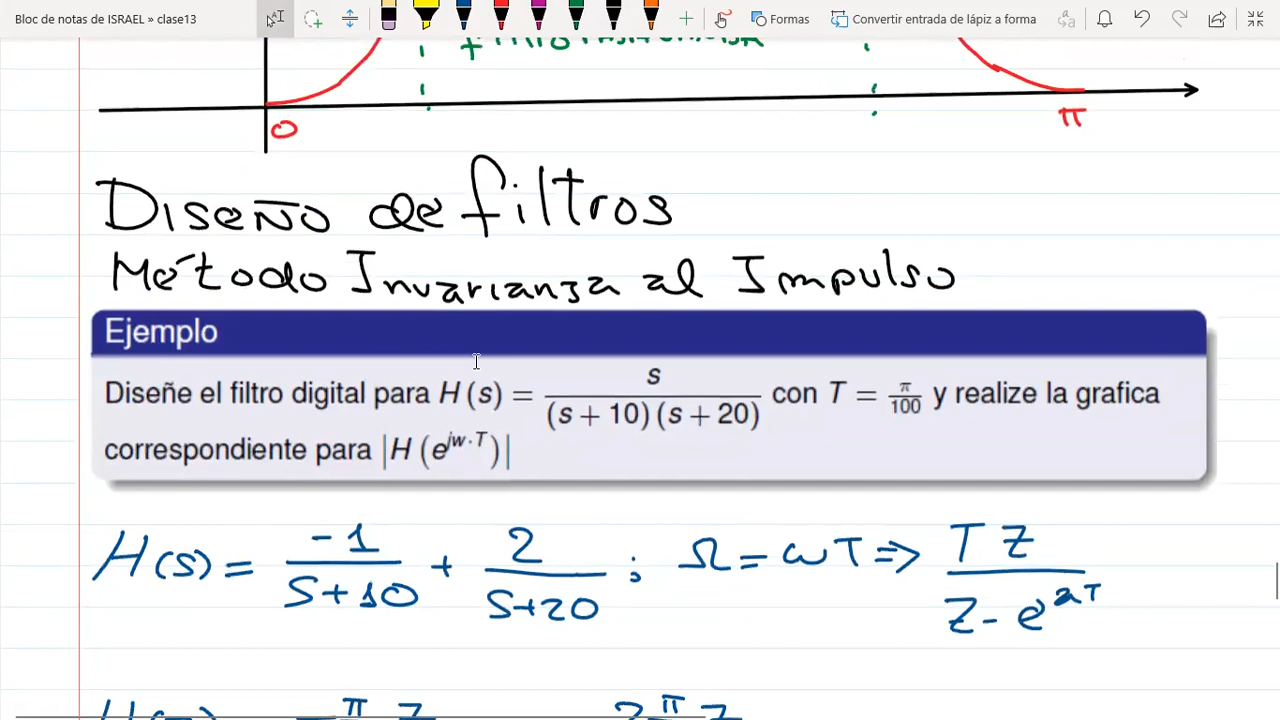 Bloc de notas de ISRAEL » clase13
Formas
Convertir entrada de lápiz a forma
0
π
Diseño de filtros
Método Invarianza al Impulso
Ejemplo
Diseñe el filtro digital para H(s) = s / (s + 10)(s + 20) con T = π/100 y realize la grafica
correspondiente para |H(e^{jw·T})|
H(s) = -1 / S+10 + 2 / S+20 ; Ω = ωT => T Z / Z - e^{aT}